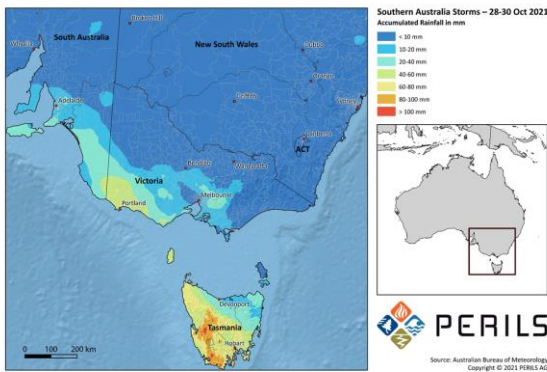 Southern Australia Storms – 28-30 Oct 2021
Accumulated Rainfall in mm
< 10 mm
10-20 mm
20-40 mm
40-60 mm
60-80 mm
80-100 mm
> 100 mm
Broken Hill
South Australia
New South Wales
Whyalla
Dubbo
Orange
Adelaide
Griffith
Sydney
Canberra
ACT
Bendigo
Wangaratta
Victoria
Melbourne
Portland
Devonport
Tasmania
Hobart
0 100 200 km
PERILS
Source: Australian Bureau of Meteorology
Copyright © 2021 PERILS AG